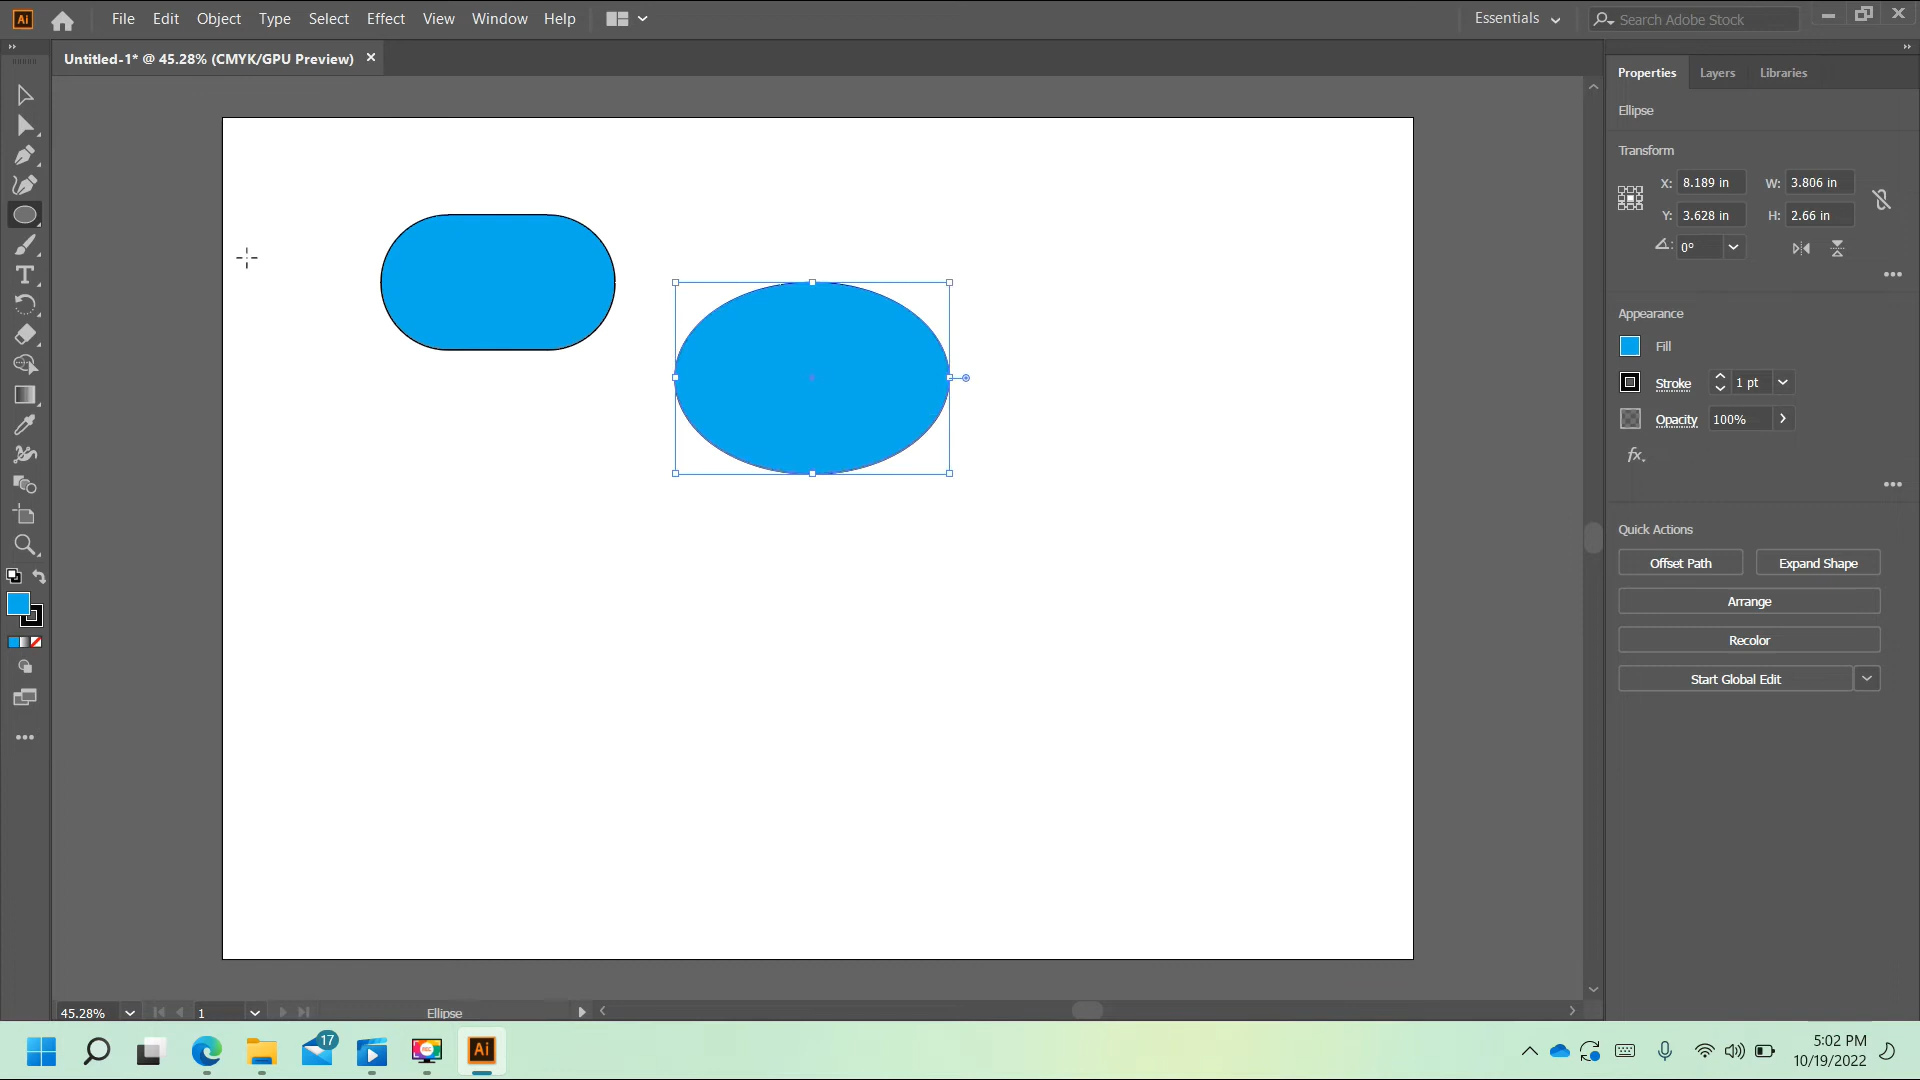 Ai File Edit Object Type Select Effect View Window Help Essentials Search Adobe Stock
Untitled-1* @ 45.28% (CMYK/GPU Preview)
Properties Layers Libraries
Ellipse
Transform
X: 8.189 in W: 3.806 in
Y: 3.628 in H: 2.66 in
0°
Appearance
Fill
Stroke 1 pt
Opacity 100%
fx.
Quick Actions
Offset Path Expand Shape
Arrange
Recolor
Start Global Edit
45.28% 1 Ellipse
17
Ai
5:02 PM
10/19/2022